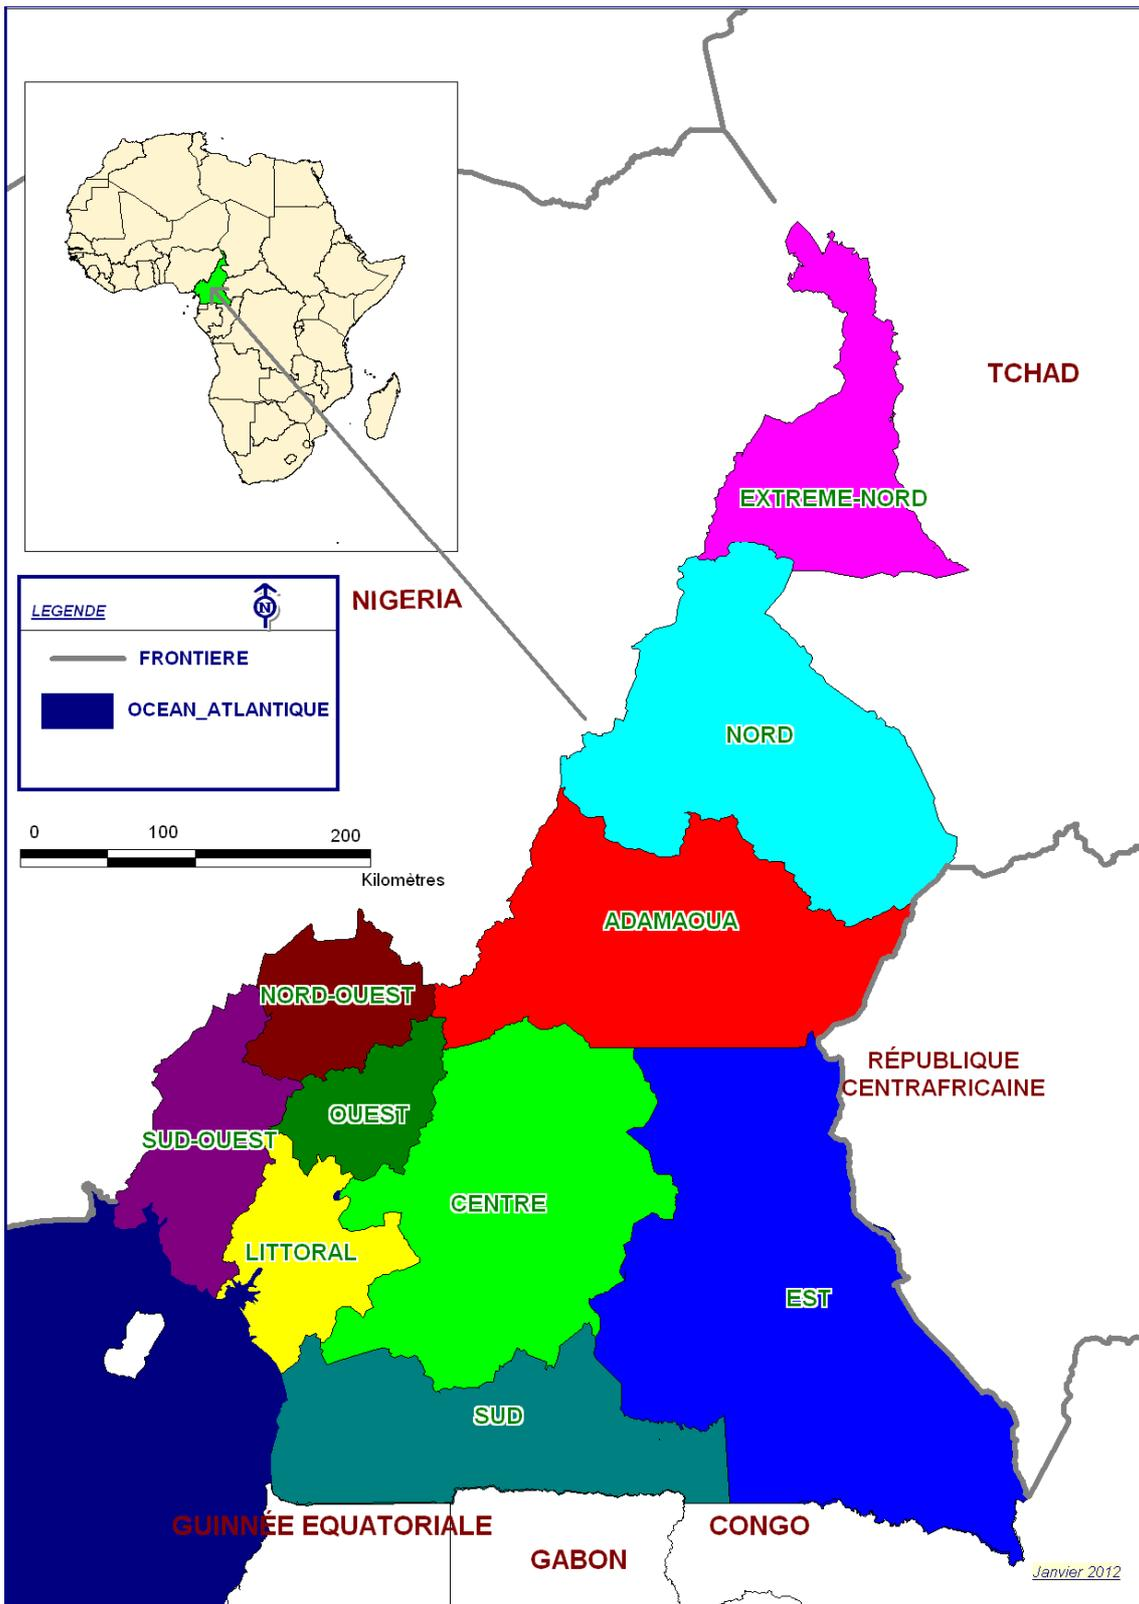 TCHAD
EXTREME-NORD
NIGERIA
LEGENDE
N
FRONTIERE
OCEAN_ATLANTIQUE
NORD
0 100 200
Kilomètres
ADAMAOUA
NORD-OUEST
RÉPUBLIQUE
CENTRAFRICAINE
OUEST
SUD-OUEST
CENTRE
LITTORAL
EST
SUD
GUINNÉE EQUATORIALE
CONGO
GABON
Janvier 2012